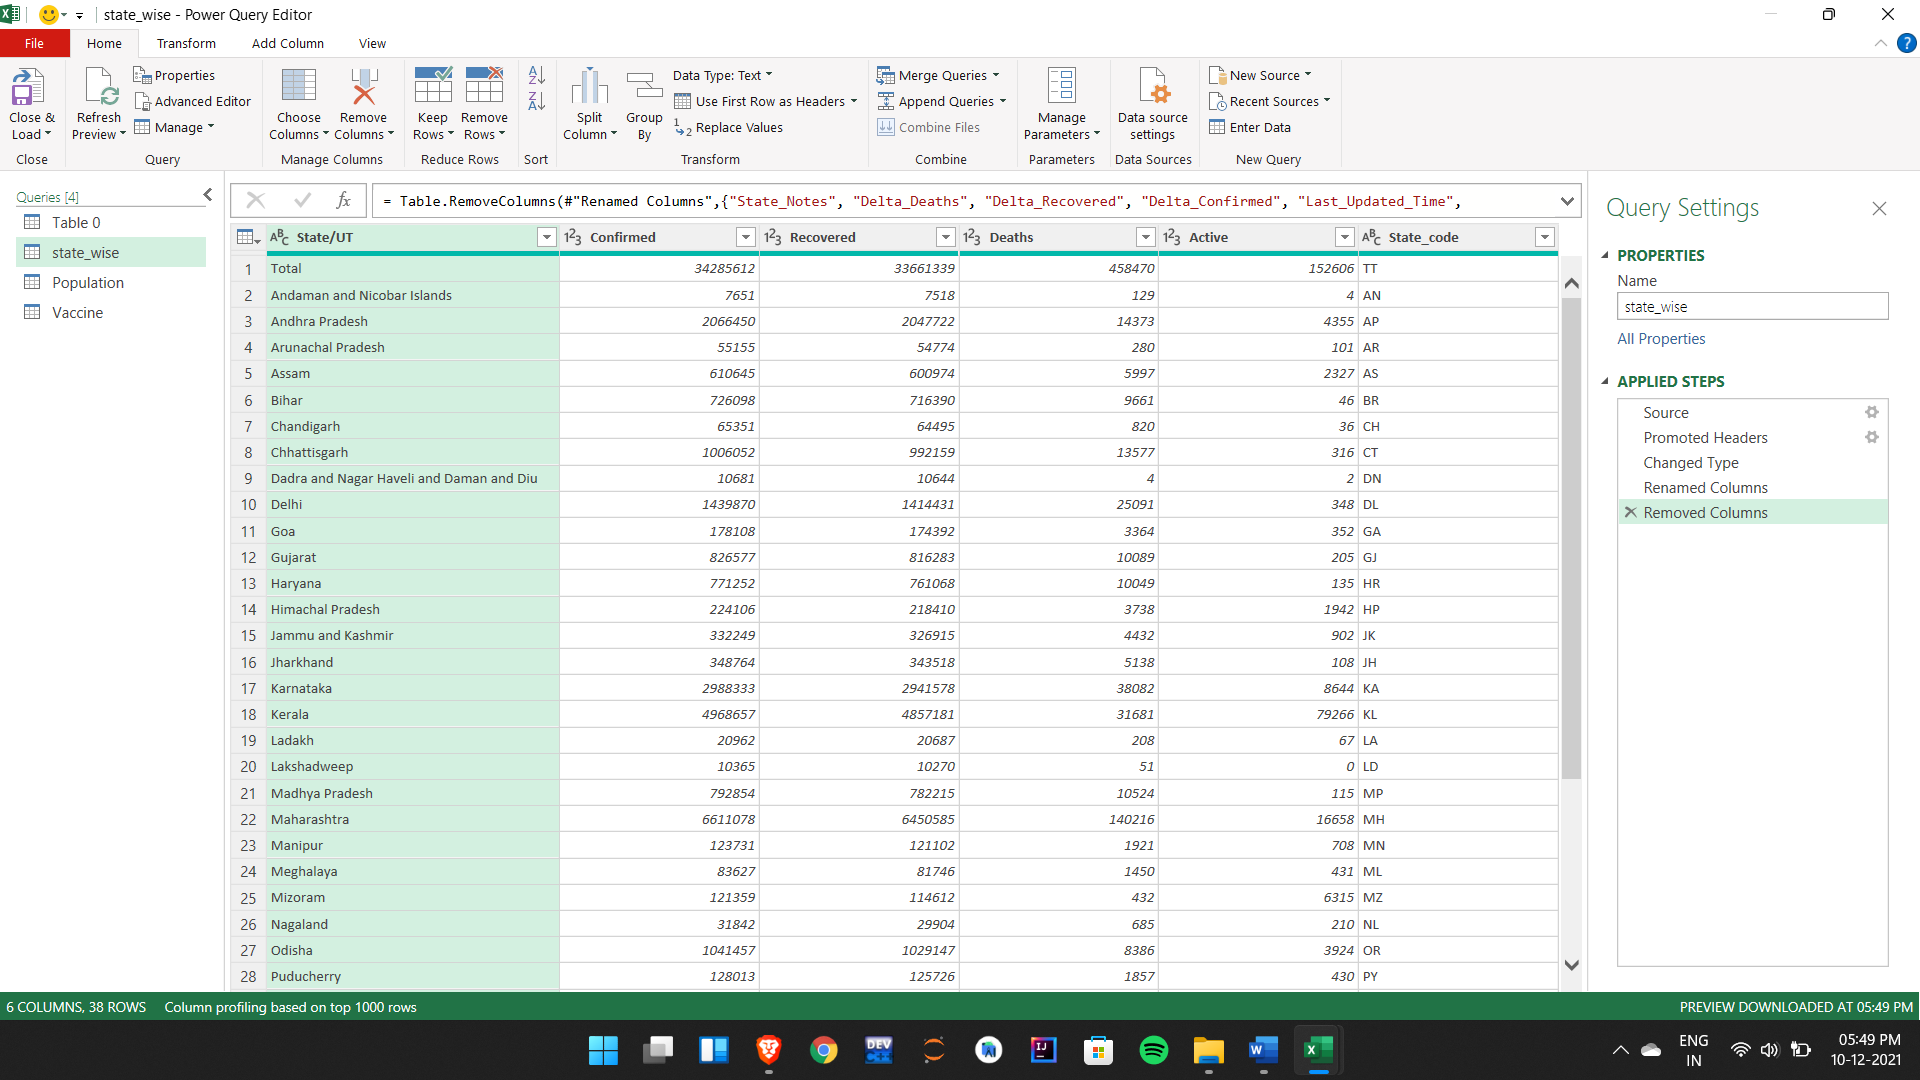 state_wise - Power Query Editor
File Home Transform Add Column View
Close & Load
Close
Refresh Preview
Properties
Advanced Editor
Manage
Query
Choose Columns
Remove Columns
Manage Columns
Keep Rows
Remove Rows
Reduce Rows
Sort
Split Column
Group By
Data Type: Text
Use First Row as Headers
Replace Values
Transform
Merge Queries
Append Queries
Combine Files
Combine
Manage Parameters
Parameters
Data source settings
Data Sources
New Source
Recent Sources
Enter Data
New Query
Queries [4]
Table 0
state_wise
Population
Vaccine
fx = Table.RemoveColumns(#"Renamed Columns",{"State_Notes", "Delta_Deaths", "Delta_Recovered", "Delta_Confirmed", "Last_Updated_Time",
ABC State/UT 123 Confirmed 123 Recovered 123 Deaths 123 Active ABC State_code
1 Total 34285612 33661339 458470 152606 TT
2 Andaman and Nicobar Islands 7651 7518 129 4 AN
3 Andhra Pradesh 2066450 2047722 14373 4355 AP
4 Arunachal Pradesh 55155 54774 280 101 AR
5 Assam 610645 600974 5997 2327 AS
6 Bihar 726098 716390 9661 46 BR
7 Chandigarh 65351 64495 820 36 CH
8 Chhattisgarh 1006052 992159 13577 316 CT
9 Dadra and Nagar Haveli and Daman and Diu 10681 10644 4 2 DN
10 Delhi 1439870 1414431 25091 348 DL
11 Goa 178108 174392 3364 352 GA
12 Gujarat 826577 816283 10089 205 GJ
13 Haryana 771252 761068 10049 135 HR
14 Himachal Pradesh 224106 218410 3738 1942 HP
15 Jammu and Kashmir 332249 326915 4432 902 JK
16 Jharkhand 348764 343518 5138 108 JH
17 Karnataka 2988333 2941578 38082 8644 KA
18 Kerala 4968657 4857181 31681 79266 KL
19 Ladakh 20962 20687 208 67 LA
20 Lakshadweep 10365 10270 51 0 LD
21 Madhya Pradesh 792854 782215 10524 115 MP
22 Maharashtra 6611078 6450585 140216 16658 MH
23 Manipur 123731 121102 1921 708 MN
24 Meghalaya 83627 81746 1450 431 ML
25 Mizoram 121359 114612 432 6315 MZ
26 Nagaland 31842 29904 685 210 NL
27 Odisha 1041457 1029147 8386 3924 OR
28 Puducherry 128013 125726 1857 430 PY
Query Settings
PROPERTIES
Name
state_wise
All Properties
APPLIED STEPS
Source
Promoted Headers
Changed Type
Renamed Columns
Removed Columns
6 COLUMNS, 38 ROWS Column profiling based on top 1000 rows
PREVIEW DOWNLOADED AT 05:49 PM
DEV
IJ
ENG
IN
05:49 PM
10-12-2021